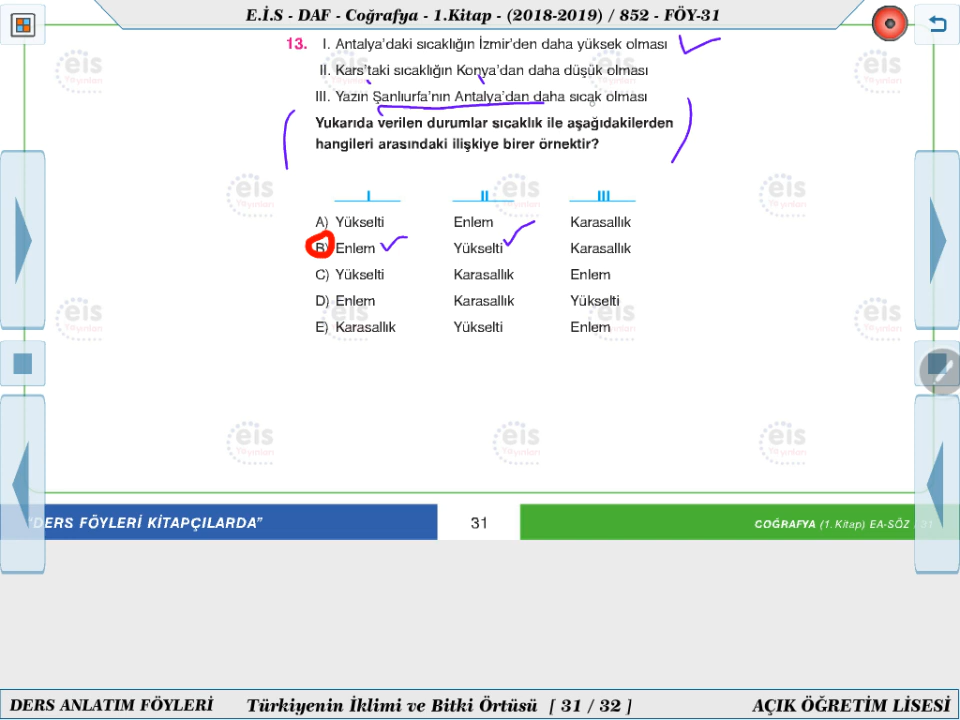 E.İ.S - DAF - Coğrafya - 1.Kitap - (2018-2019) / 852 - FÖY-31
13. I. Antalya'daki sıcaklığın İzmir'den daha yüksek olması
II. Kars'taki sıcaklığın Konya'dan daha düşük olması
III. Yazın Şanlıurfa'nın Antalya'dan daha sıcak olması
Yukarıda verilen durumlar sıcaklık ile aşağıdakilerden
hangileri arasındaki ilişkiye birer örnektir?
I II III
A) Yükselti Enlem Karasallık
B) Enlem Yükselti Karasallık
C) Yükselti Karasallık Enlem
D) Enlem Karasallık Yükselti
E) Karasallık Yükselti Enlem
eis Yayınları
"DERS FÖYLERİ KİTAPÇILARDA"
31
COĞRAFYA (1.Kitap) EA-SÖZ
DERS ANLATIM FÖYLERİ Türkiyenin İklimi ve Bitki Örtüsü [ 31 / 32 ] AÇIK ÖĞRETİM LİSESİ